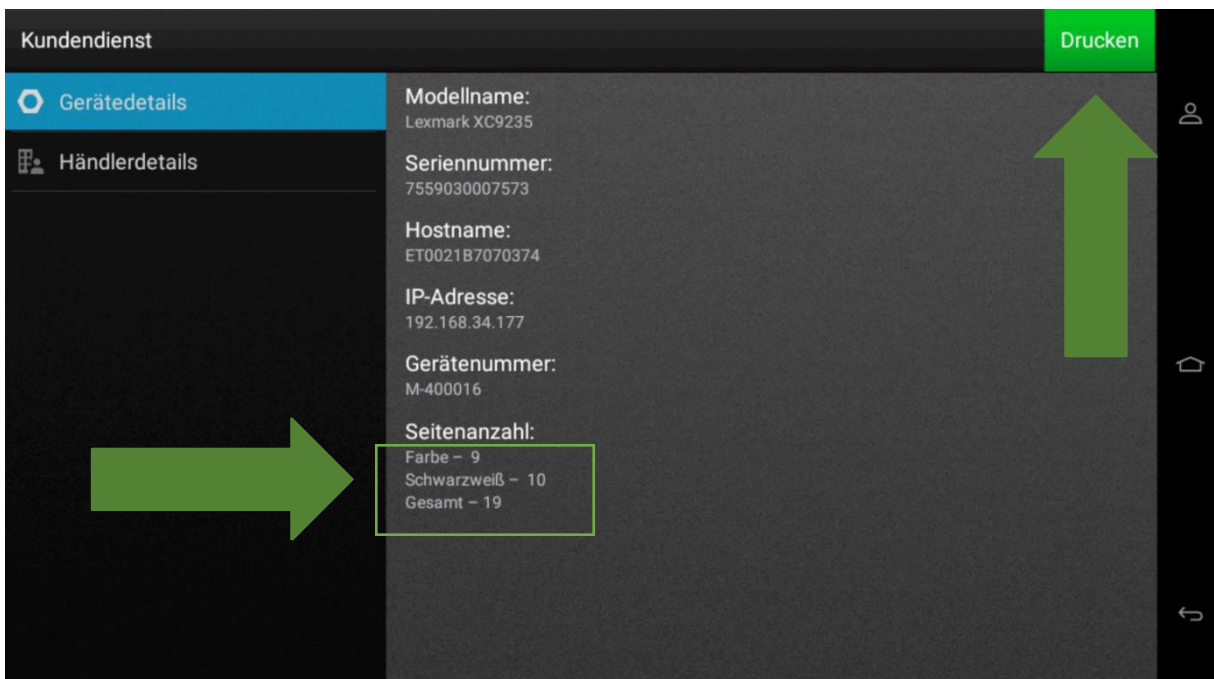 Kundendienst
Drucken
Gerätedetails
Händlerdetails
Modellname:
Lexmark XC9235
Seriennummer:
7559030007573
Hostname:
ET0021B7070374
IP-Adresse:
192.168.34.177
Gerätenummer:
M-400016
Seitenanzahl:
Farbe – 9
Schwarzweiß – 10
Gesamt – 19